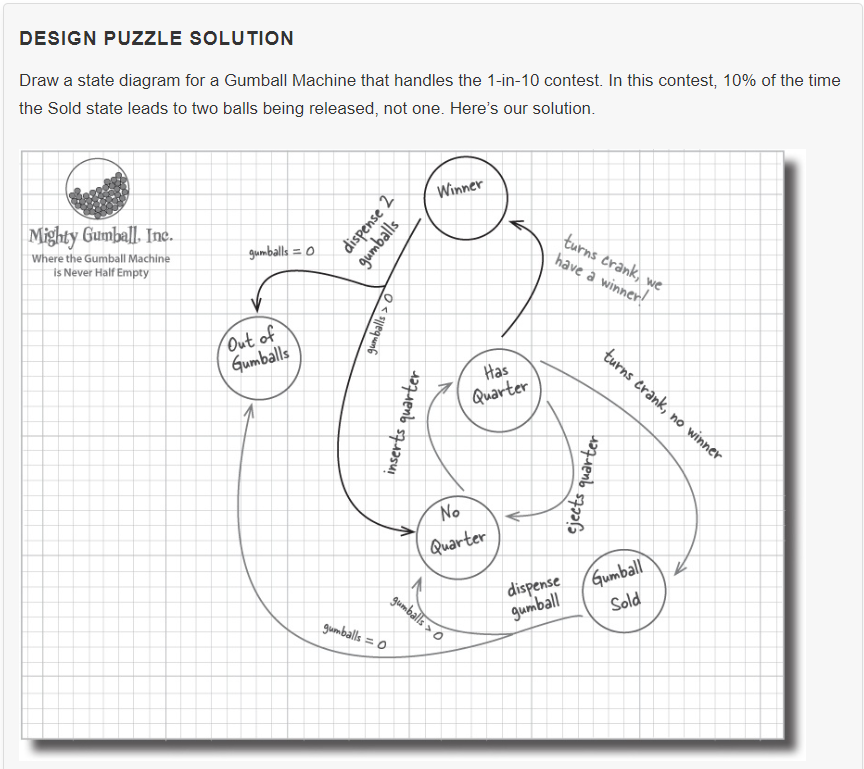 DESIGN PUZZLE SOLUTION
Draw a state diagram for a Gumball Machine that handles the 1-in-10 contest. In this contest, 10% of the time
the Sold state leads to two balls being released, not one. Here’s our solution.
Mighty Gumball, Inc.
Where the Gumball Machine
is Never Half Empty
Winner
dispense 2
gumballs
gumballs = 0
turns crank, we
have a winner!
gumballs > 0
Out of
Gumballs
Has
Quarter
turns crank, no winner
inserts quarter
ejects quarter
No
Quarter
Gumball
Sold
dispense
gumball
gumballs > 0
gumballs = 0